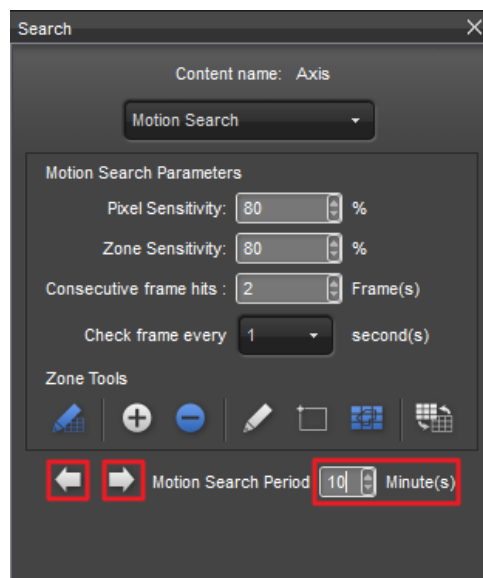 Search
Content name: Axis
Motion Search
Motion Search Parameters
Pixel Sensitivity: 80 %
Zone Sensitivity: 80 %
Consecutive frame hits : 2 Frame(s)
Check frame every 1 second(s)
Zone Tools
Motion Search Period 10 Minute(s)